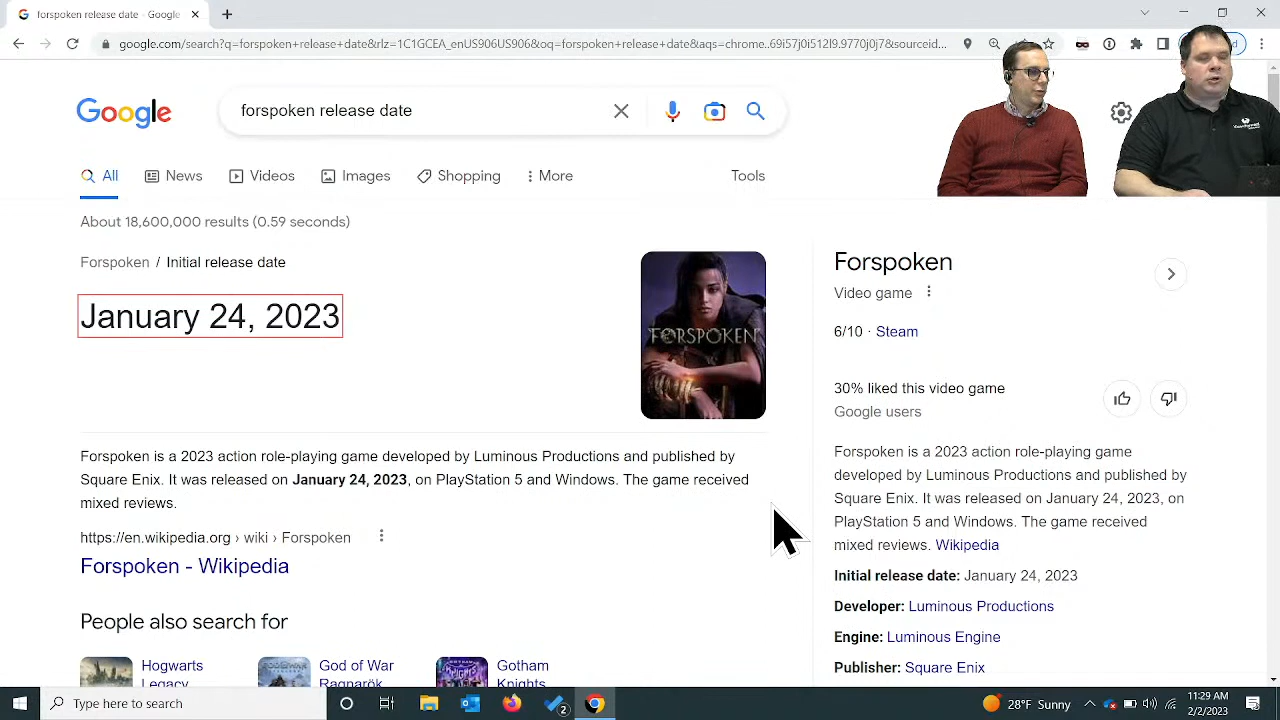 forspoken release date - Google
google.com/search?q=forspoken+release+date&rlz=1C1GCEA_enUS906
oq=forspoken+release+date&aqs=chrom..69i57j0i512l9.9770j0j7&sourceid...
Google
forspoken release date
All
News
Videos
Images
Shopping
More
Tools
About 18,600,000 results (0.59 seconds)
Forspoken / Initial release date
January 24, 2023
FORSPOKEN
Forspoken is a 2023 action role-playing game developed by Luminous Productions and published by
Square Enix. It was released on January 24, 2023, on PlayStation 5 and Windows. The game received
mixed reviews.
https://en.wikipedia.org › wiki › Forspoken
Forspoken - Wikipedia
People also search for
Hogwarts
Legacy
God of War
Ragnarök
Gotham
Knights
Forspoken
Video game
6/10 · Steam
30% liked this video game
Google users
Forspoken is a 2023 action role-playing game
developed by Luminous Productions and published by
Square Enix. It was released on January 24, 2023, on
PlayStation 5 and Windows. The game received
mixed reviews. Wikipedia
Initial release date: January 24, 2023
Developer: Luminous Productions
Engine: Luminous Engine
Publisher: Square Enix
Type here to search
2
28°F Sunny
11:29 AM
2/2/2023